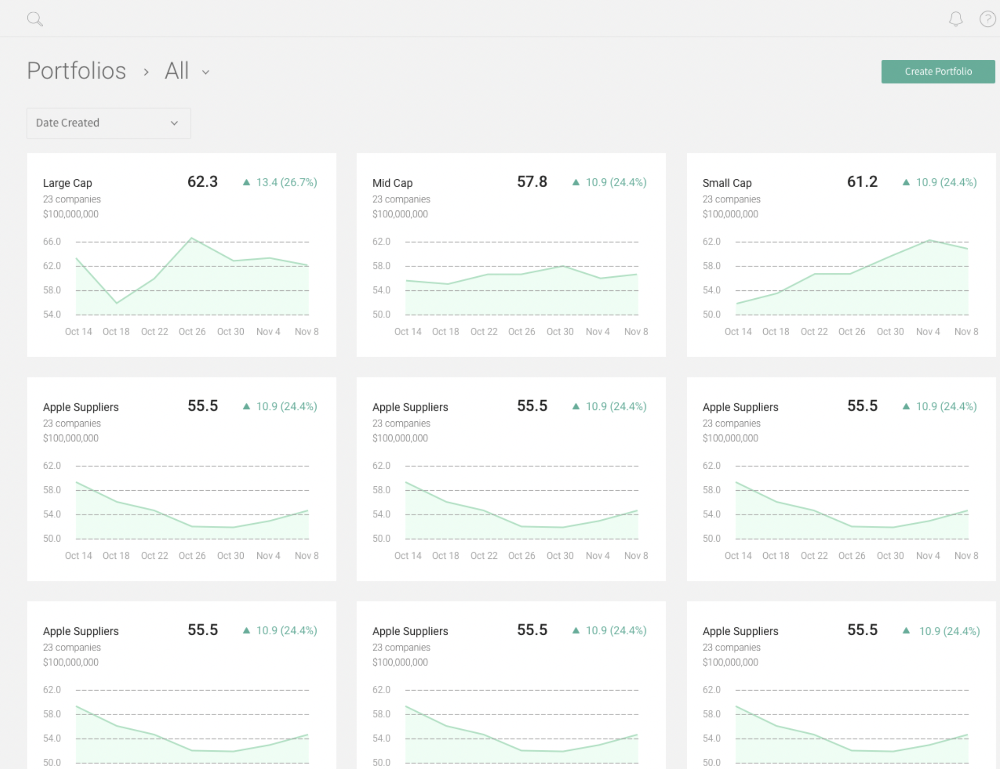 Portfolios > All
Create Portfolio
Date Created
Large Cap 62.3 ▲ 13.4 (26.7%)
23 companies
$100,000,000
66.0
62.0
58.0
54.0
Oct 14 Oct 18 Oct 22 Oct 26 Oct 30 Nov 4 Nov 8
Mid Cap 57.8 ▲ 10.9 (24.4%)
23 companies
$100,000,000
62.0
58.0
54.0
50.0
Oct 14 Oct 18 Oct 22 Oct 26 Oct 30 Nov 4 Nov 8
Small Cap 61.2 ▲ 10.9 (24.4%)
23 companies
$100,000,000
62.0
58.0
54.0
50.0
Oct 14 Oct 18 Oct 22 Oct 26 Oct 30 Nov 4 Nov 8
Apple Suppliers 55.5 ▲ 10.9 (24.4%)
23 companies
$100,000,000
62.0
58.0
54.0
50.0
Oct 14 Oct 18 Oct 22 Oct 26 Oct 30 Nov 4 Nov 8
Apple Suppliers 55.5 ▲ 10.9 (24.4%)
23 companies
$100,000,000
62.0
58.0
54.0
50.0
Oct 14 Oct 18 Oct 22 Oct 26 Oct 30 Nov 4 Nov 8
Apple Suppliers 55.5 ▲ 10.9 (24.4%)
23 companies
$100,000,000
62.0
58.0
54.0
50.0
Oct 14 Oct 18 Oct 22 Oct 26 Oct 30 Nov 4 Nov 8
Apple Suppliers 55.5 ▲ 10.9 (24.4%)
23 companies
$100,000,000
62.0
58.0
54.0
50.0
Apple Suppliers 55.5 ▲ 10.9 (24.4%)
23 companies
$100,000,000
62.0
58.0
54.0
50.0
Apple Suppliers 55.5 ▲ 10.9 (24.4%)
23 companies
$100,000,000
62.0
58.0
54.0
50.0